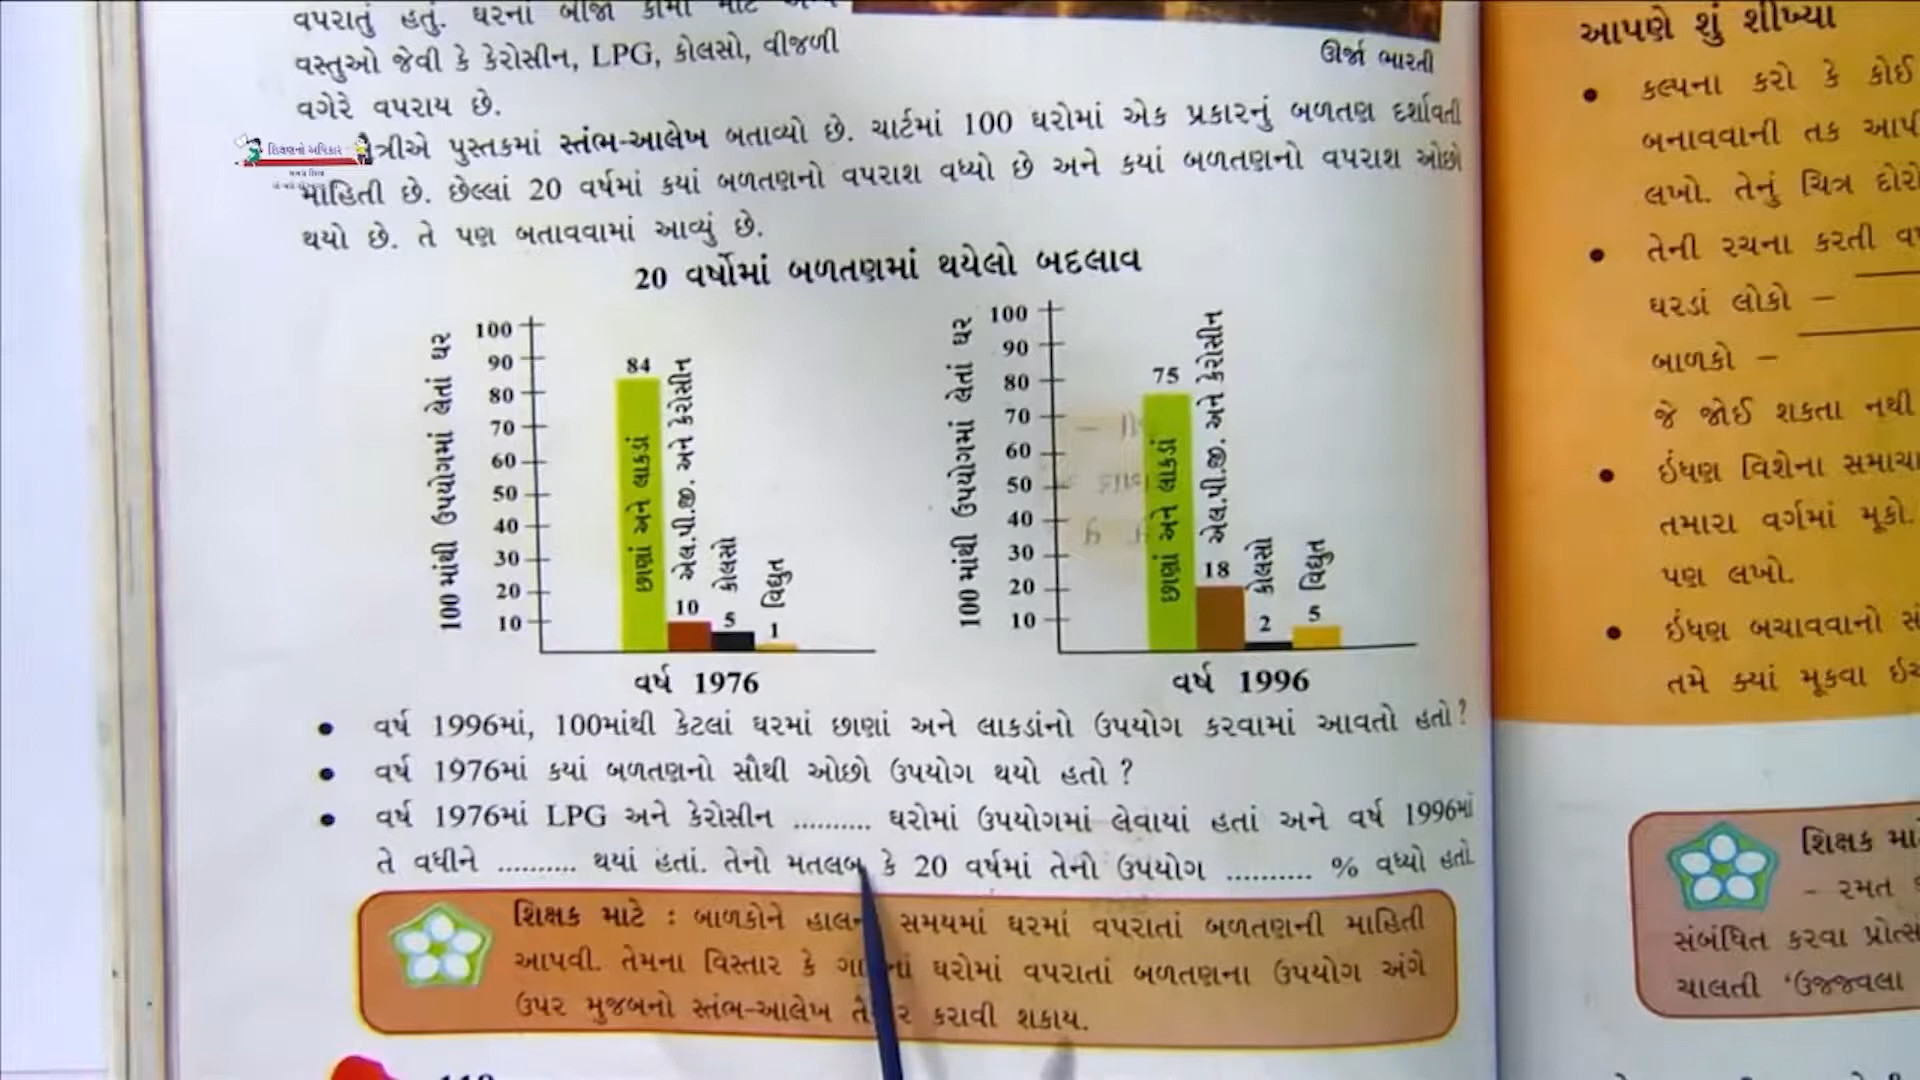 વપરાતું હતું. ઘરના બીજા કામો માટે
વસ્તુઓ જેવી કે કેરોસીન, LPG, કોલસો, વીજળી
વગેરે વપરાય છે.
ઊર્જા ભારતી
શિક્ષણનો અધિકાર
ત્રીએ પુસ્તકમાં સ્તંભ-આલેખ બતાવ્યો છે. ચાર્ટમાં 100 ઘરોમાં એક પ્રકારનું બળતણ દર્શાવતી
માહિતી છે. છેલ્લાં 20 વર્ષમાં કયાં બળતણનો વપરાશ વધ્યો છે અને કયાં બળતણનો વપરાશ ઓછો
થયો છે. તે પણ બતાવવામાં આવ્યું છે.
20 વર્ષોમાં બળતણમાં થયેલો બદલાવ
100માંથી ઉપયોગમાં લેતાં ઘર
100
90
80
70
60
50
40
30
20
10
84
છાણાં અને લાકડાં
10
એલ.પી.જી. અને કેરોસીન
5
કોલસો
1
વિદ્યુત
વર્ષ 1976
100માંથી ઉપયોગમાં લેતાં ઘર
100
90
80
70
60
50
40
30
20
10
75
છાણાં અને લાકડાં
18
એલ.પી.જી. અને કેરોસીન
2
કોલસો
5
વિદ્યુત
વર્ષ 1996
• વર્ષ 1996માં, 100માંથી કેટલાં ઘરમાં છાણાં અને લાકડાંનો ઉપયોગ કરવામાં આવતો હતો ?
• વર્ષ 1976માં કયાં બળતણનો સૌથી ઓછો ઉપયોગ થયો હતો ?
• વર્ષ 1976માં LPG અને કેરોસીન .......... ઘરોમાં ઉપયોગમાં લેવાયાં હતાં અને વર્ષ 1996માં
તે વધીને .......... થયાં હતાં. તેનો મતલબ કે 20 વર્ષમાં તેનો ઉપયોગ ........... % વધ્યો હતો.
શિક્ષક માટે : બાળકોને સમયમાં ઘરમાં વપરાતાં બળતણની માહિતી
આપવી. તેમના વિસ્તાર કે ઘરોમાં વપરાતાં બળતણના ઉપયોગ અંગે
ઉપર મુજબનો સ્તંભ-આલેખ કરાવી શકાય.
આપણે શું શીખ્યા
• કલ્પના કરો કે કોઈ
બનાવવાની તક આપ
લખો. તેનું ચિત્ર દોરો
• તેની રચના કરતી
ઘરડાં લોકો –
બાળકો –
જે જોઈ શકતા નથી
• ઇંધણ વિશેના સમાચા
તમારા વર્ગમાં મૂકો.
પણ લખો.
• ઇંધણ બચાવવાનો
તમે ક્યાં મૂકવા
શિક્ષક
- રમત
સંબંધિત કરવા
ચાલતી 'ઉજ્જવલા